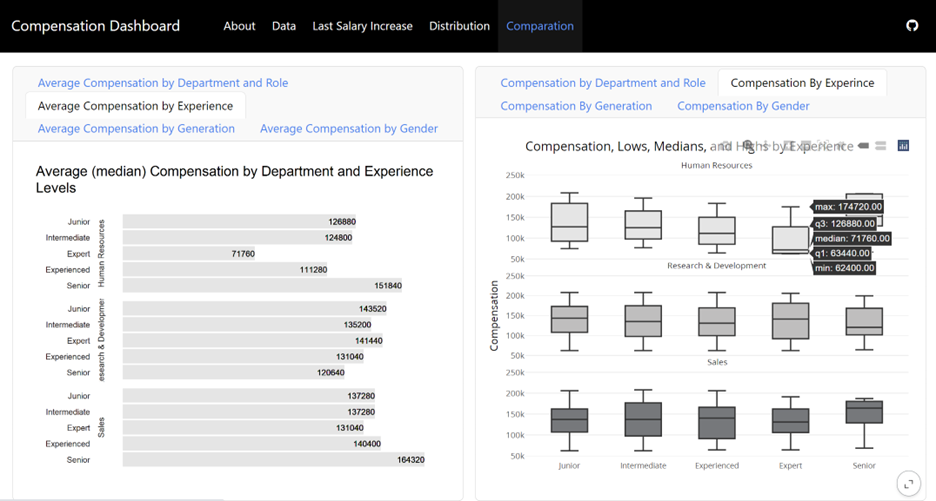 Compensation Dashboard
About
Data
Last Salary Increase
Distribution
Comparation
Average Compensation by Department and Role
Average Compensation by Experience
Average Compensation by Generation
Average Compensation by Gender
Average (median) Compensation by Department and Experience
Levels
Human Resources
Junior 126880
Intermediate 124800
Expert 71760
Experienced 111280
Senior 151840
esearch & Developmen
Junior 143520
Intermediate 135200
Expert 141440
Experienced 131040
Senior 120640
Sales
Junior 137280
Intermediate 137280
Expert 131040
Experienced 140400
Senior 164320
Compensation by Department and Role
Compensation By Experince
Compensation By Generation
Compensation By Gender
Compensation, Lows, Medians, and Highs by Experience
Human Resources
250k
200k
150k
100k
50k
max: 174720.00
q3: 126880.00
median: 71760.00
q1: 63440.00
min: 62400.00
Research & Development
Compensation
250k
200k
150k
100k
50k
Sales
250k
200k
150k
100k
50k
Junior
Intermediate
Experienced
Expert
Senior